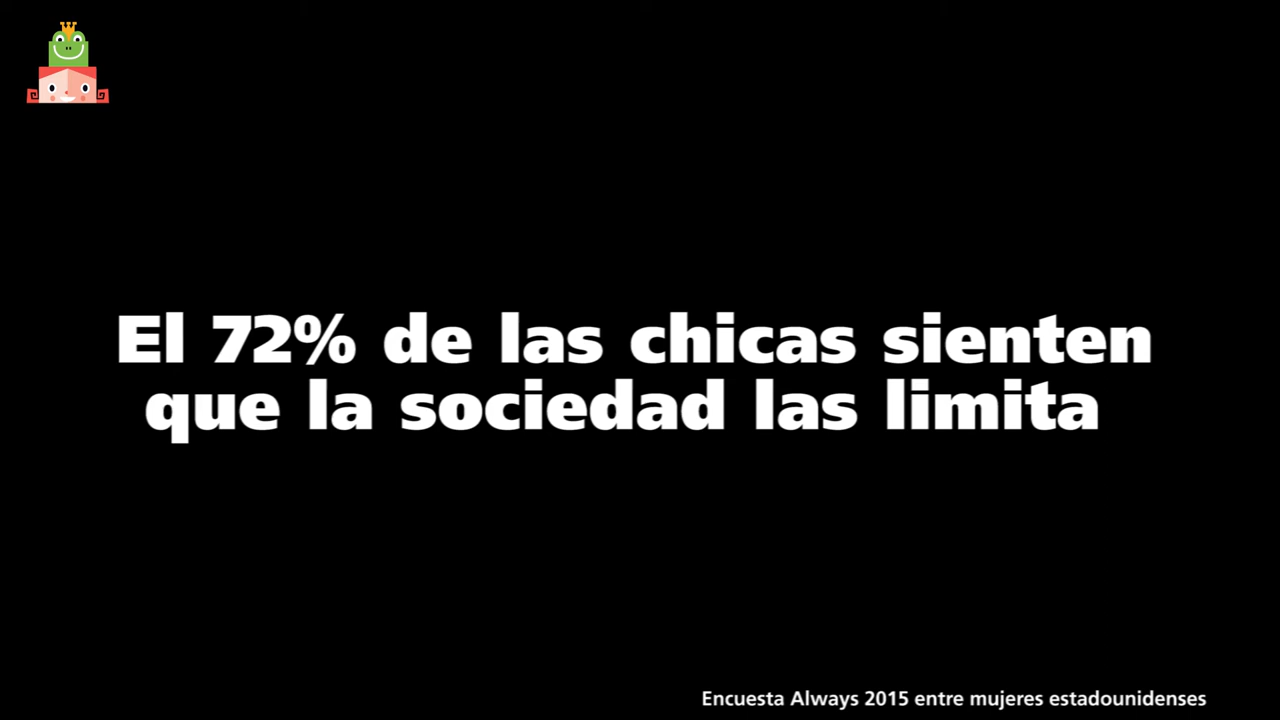 El 72% de las chicas sienten
que la sociedad las limita
Encuesta Always 2015 entre mujeres estadounidenses